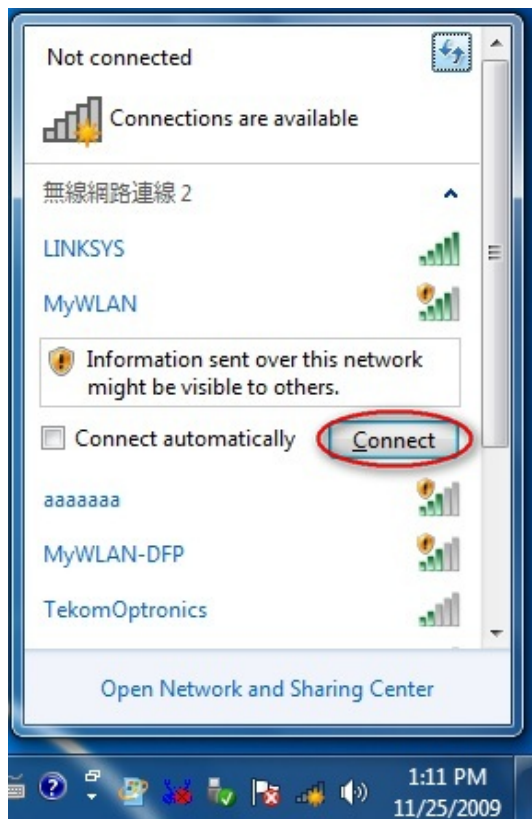 Not connected
Connections are available
無線網路連線 2
LINKSYS
MyWLAN
Information sent over this network
might be visible to others.
Connect automatically
Connect
aaaaaaa
MyWLAN-DFP
TekomOptronics
Open Network and Sharing Center
1:11 PM
11/25/2009